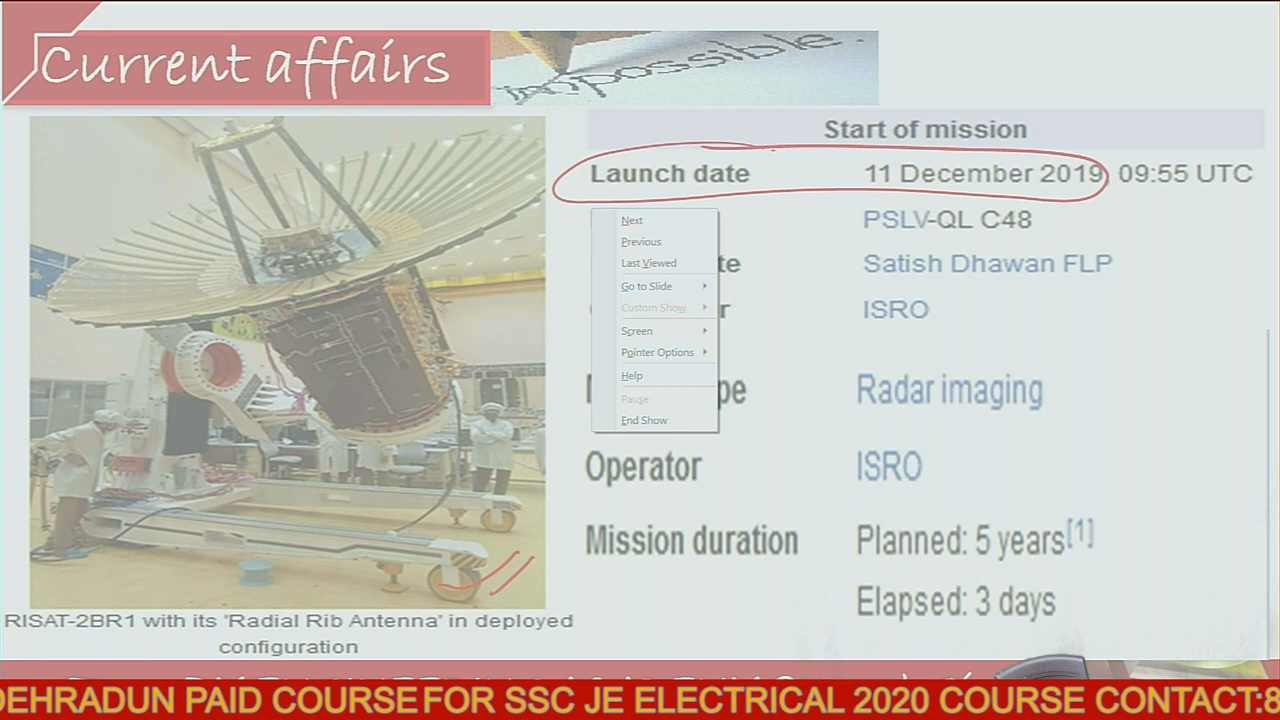 Current affairs
impossible.
Start of mission
Launch date 11 December 2019, 09:55 UTC
PSLV-QL C48
te Satish Dhawan FLP
r ISRO
pe Radar imaging
Operator ISRO
Mission duration Planned: 5 years[1]
Elapsed: 3 days
Next
Previous
Last Viewed
Go to Slide
Custom Show
Screen
Pointer Options
Help
Pause
End Show
RISAT-2BR1 with its 'Radial Rib Antenna' in deployed
configuration
DEHRADUN PAID COURSE FOR SSC JE ELECTRICAL 2020 COURSE CONTACT:8